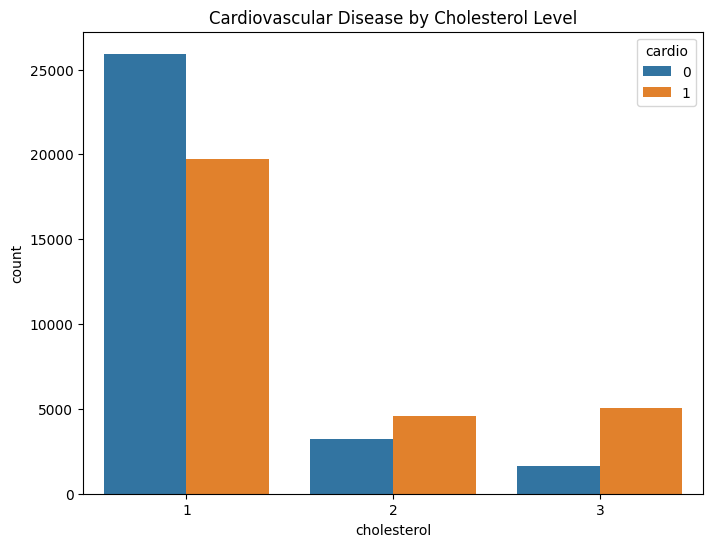 Cardiovascular Disease by Cholesterol Level
cardio
0
1
count
25000
20000
15000
10000
5000
0
1
2
3
cholesterol